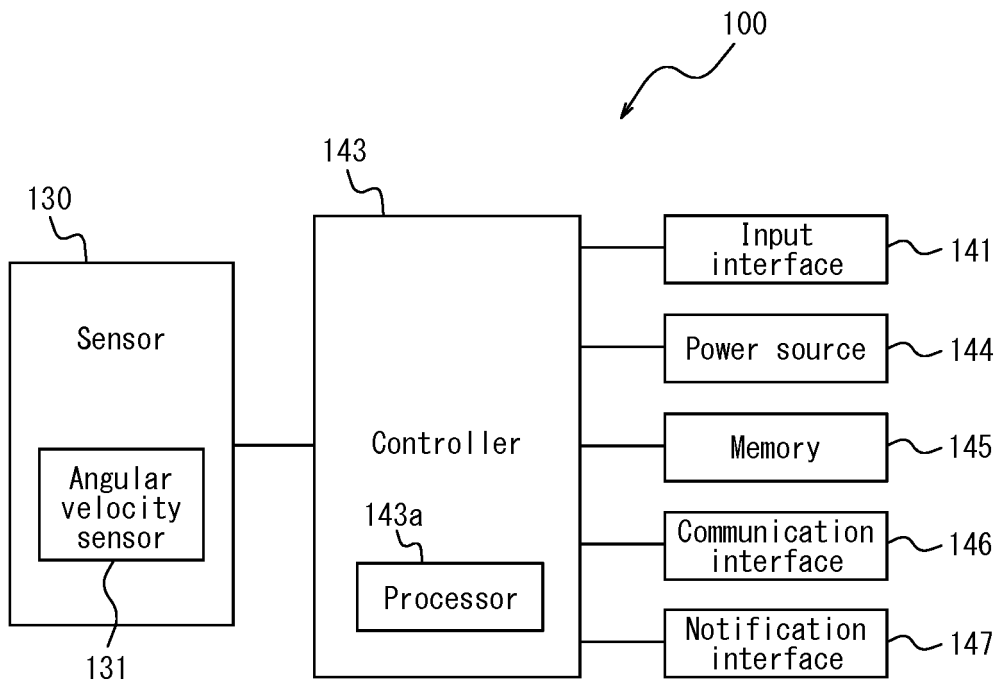 100
143
130
Input
interface
141
Sensor
Power source
144
Controller
Memory
145
Angular
velocity
sensor
143a
Communication
interface
146
Processor
Notification
interface
147
131